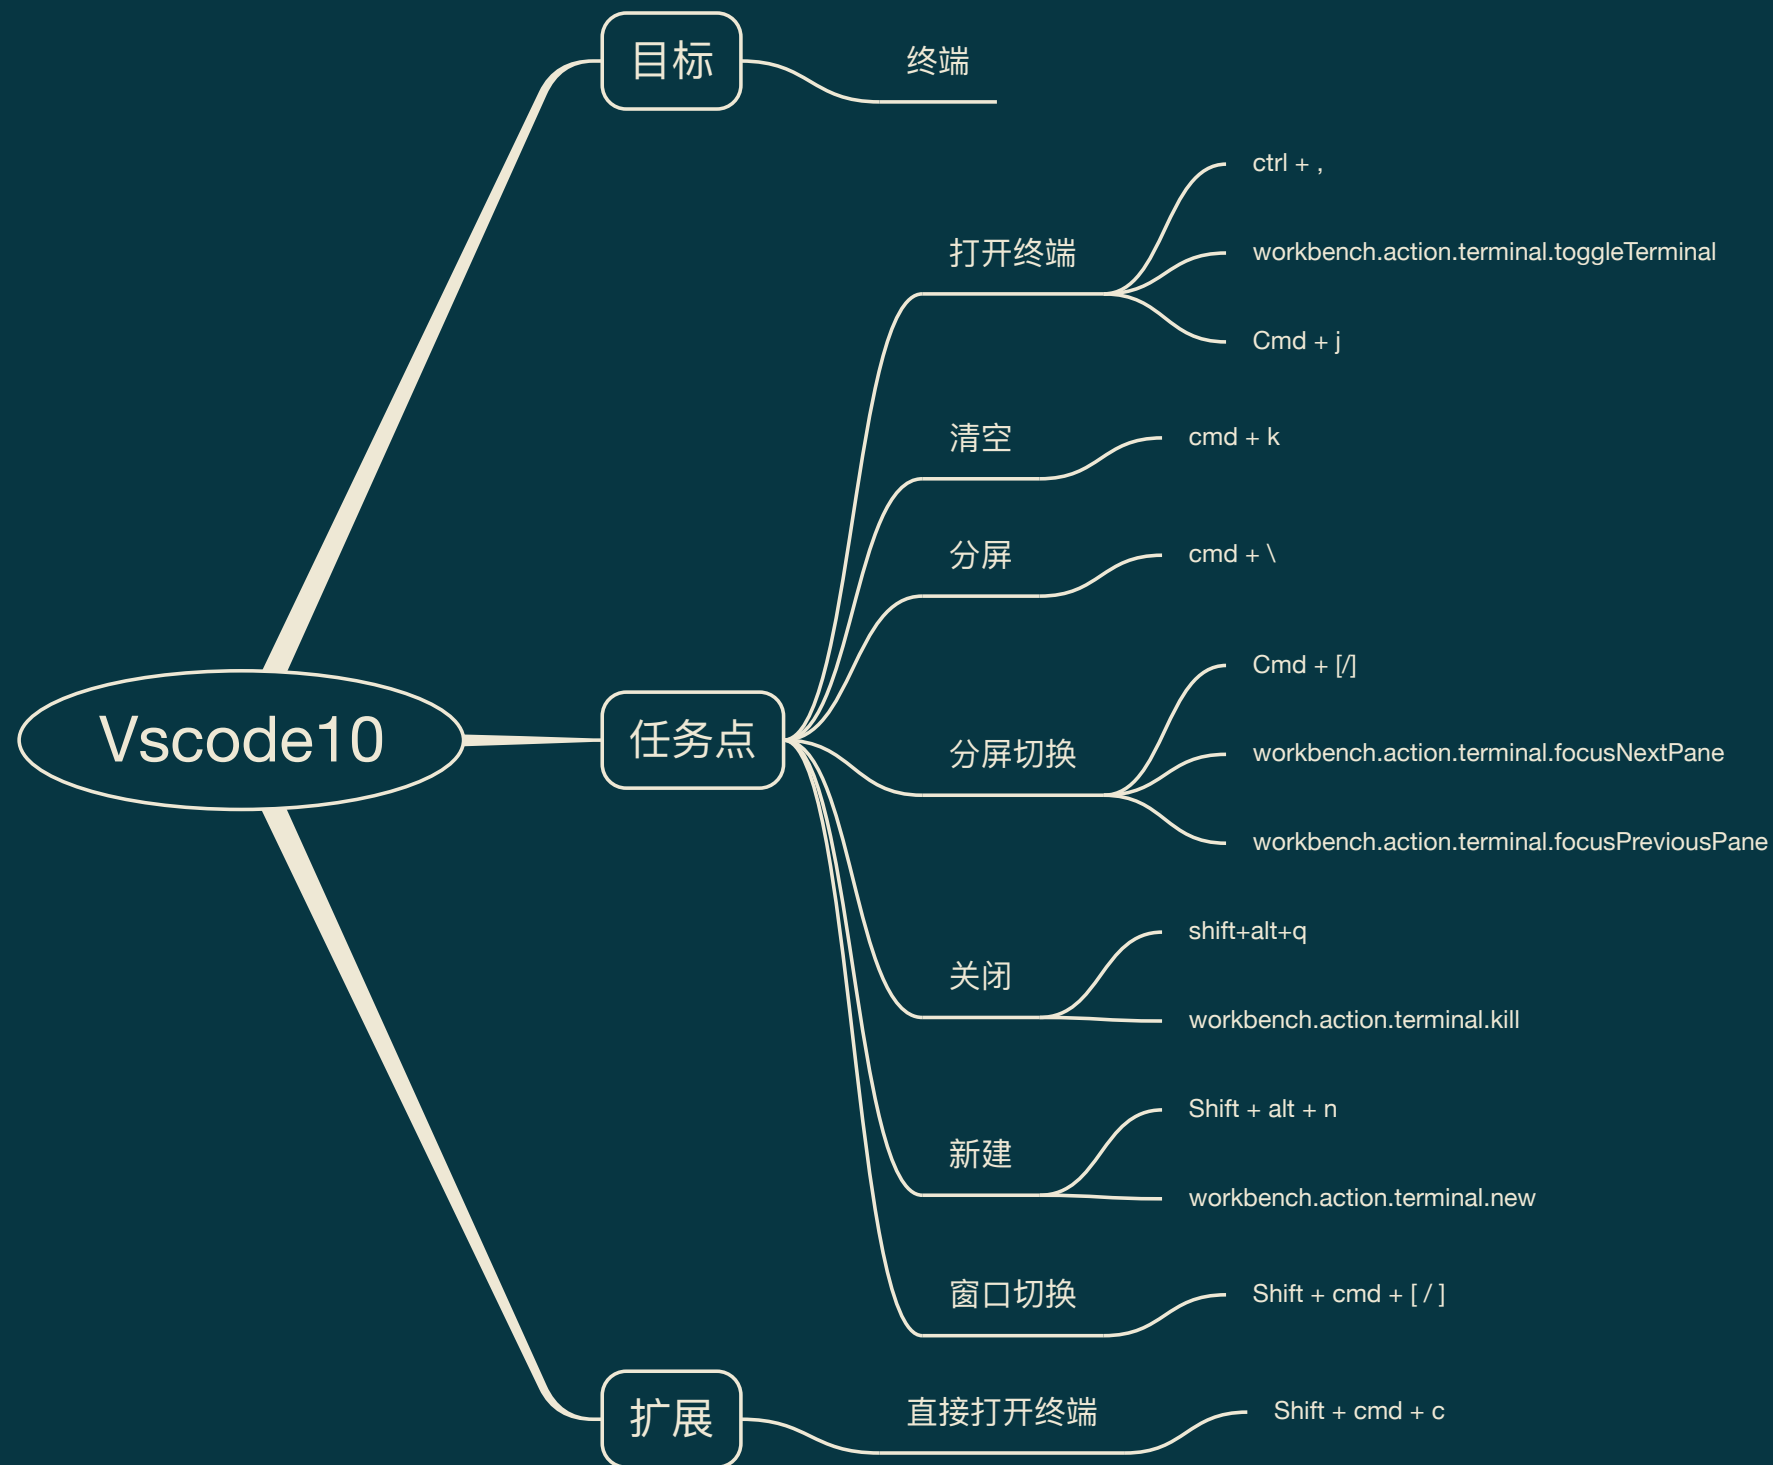 Vscode10
目标
终端
任务点
打开终端
ctrl + ,
workbench.action.terminal.toggleTerminal
Cmd + j
清空
cmd + k
分屏
cmd + \
分屏切换
Cmd + [/]
workbench.action.terminal.focusNextPane
workbench.action.terminal.focusPreviousPane
关闭
shift+alt+q
workbench.action.terminal.kill
新建
Shift + alt + n
workbench.action.terminal.new
窗口切换
Shift + cmd + [ / ]
扩展
直接打开终端
Shift + cmd + c